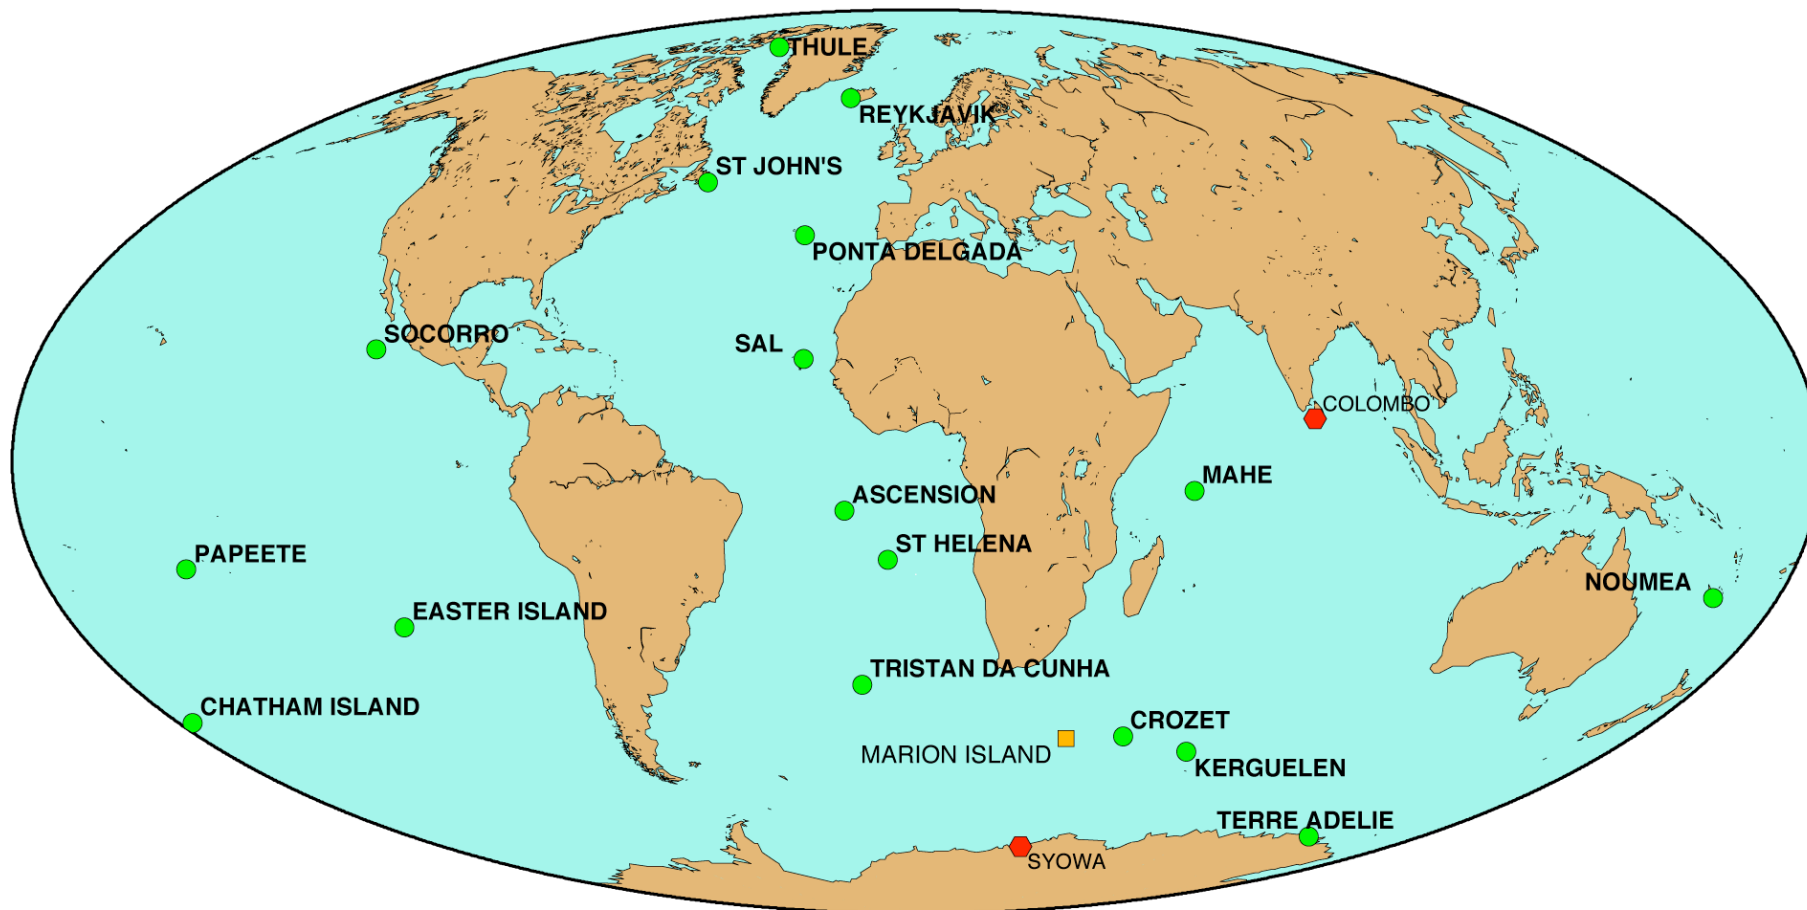 THULE
REYKJAVIK
ST JOHN'S
PONTA DELGADA
SOCORRO
SAL
COLOMBO
MAHE
ASCENSION
ST HELENA
PAPEETE
NOUMEA
EASTER ISLAND
TRISTAN DA CUNHA
CHATHAM ISLAND
CROZET
MARION ISLAND
KERGUELEN
TERRE ADELIE
SYOWA